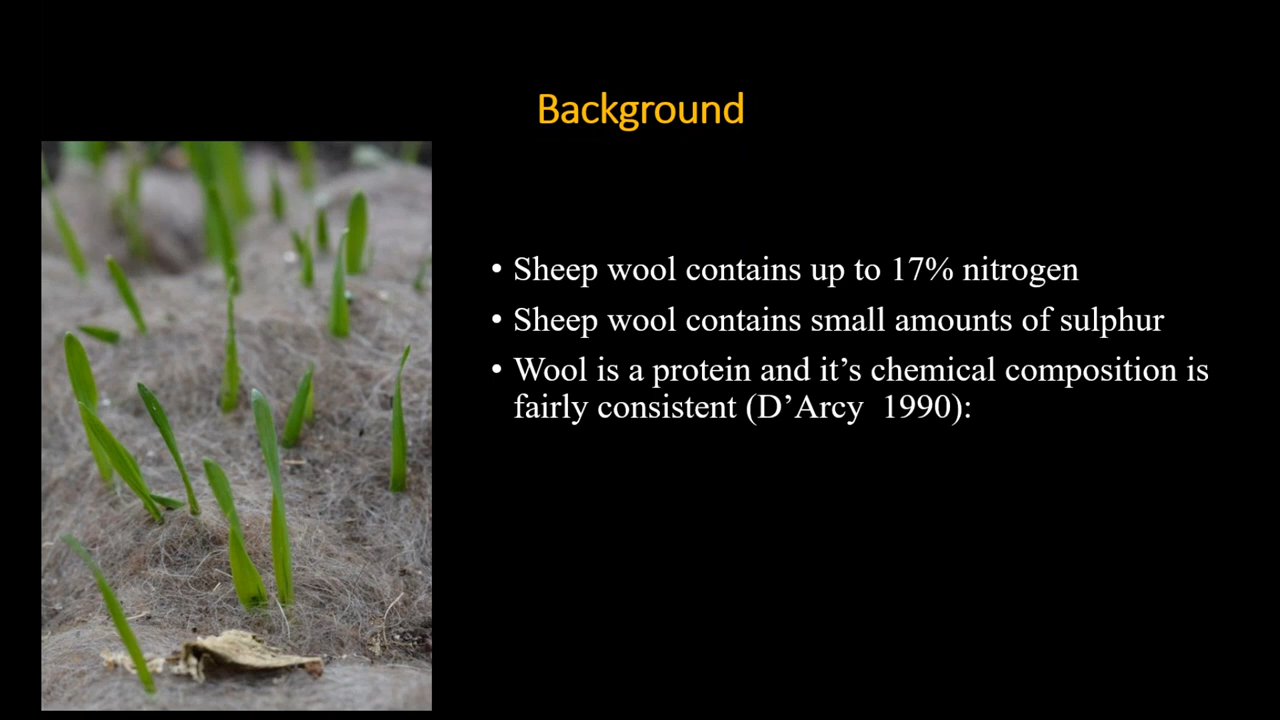 Background
• Sheep wool contains up to 17% nitrogen
• Sheep wool contains small amounts of sulphur
• Wool is a protein and it’s chemical composition is
fairly consistent (D’Arcy  1990):